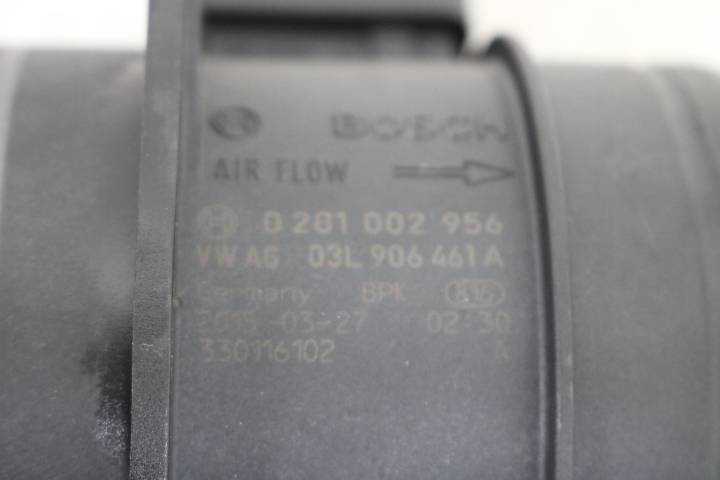 BOSCH
AIR FLOW
0 281 002 956
VW AG 03L 906 461 A
Germany BPK
2015-03-27 02 30
330116102